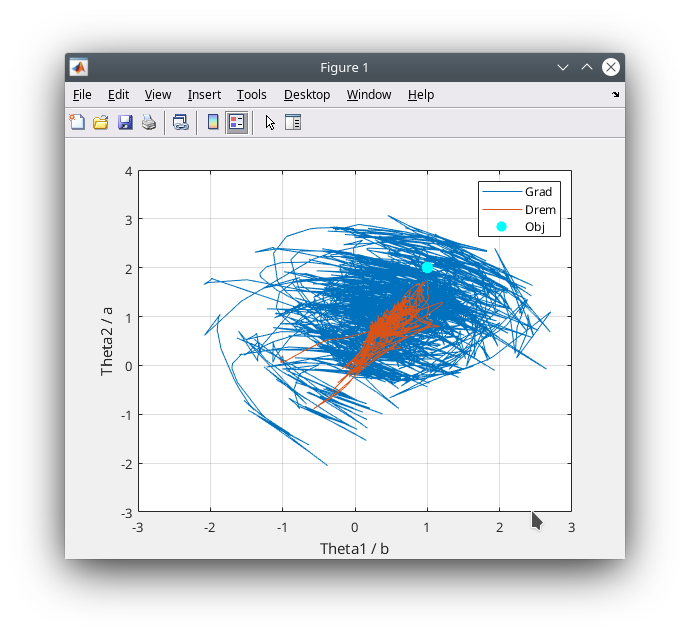 Figure 1
File Edit View Insert Tools Desktop Window Help
Grad
Drem
Obj
4
3
2
1
0
-1
-2
-3
Theta2 / a
-3 -2 -1 0 1 2 3
Theta1 / b